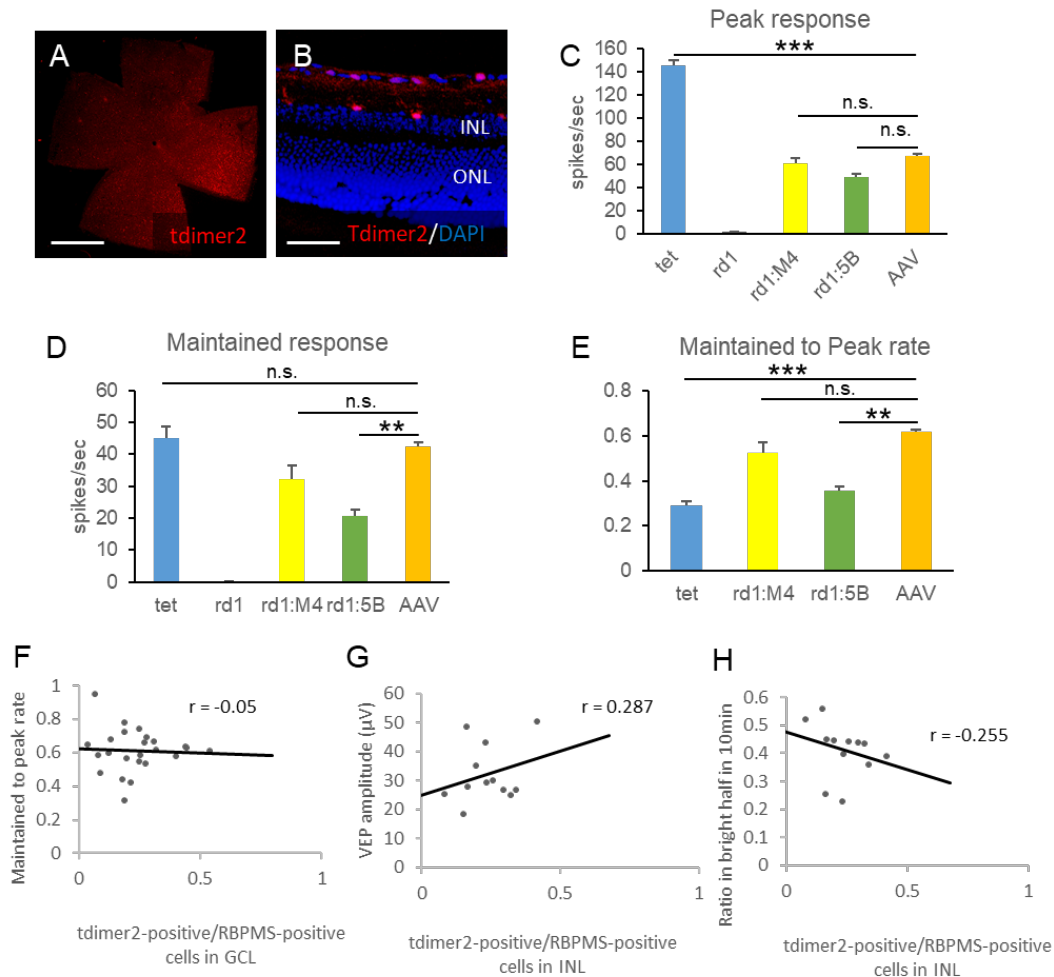 A
tdimer2
B
INL
ONL
Tdimer2/DAPI
C
Peak response
160
140
120
100
80
60
40
20
0
spikes/sec
***
n.s.
n.s.
tet
rd1
rd1:M4
rd1:5B
AAV
D
Maintained response
60
50
40
30
20
10
0
spikes/sec
n.s.
n.s.
**
tet
rd1
rd1:M4
rd1:5B
AAV
E
Maintained to Peak rate
0.8
0.6
0.4
0.2
0
***
n.s.
**
tet
rd1:M4
rd1:5B
AAV
F
Maintained to peak rate
1
0.8
0.6
0.4
0.2
0
r = -0.05
0
0.5
1
tdimer2-positive/RBPMS-positive
cells in GCL
G
VEP amplitude (μV)
60
50
40
30
20
10
0
r = 0.287
0
0.5
1
tdimer2-positive/RBPMS-positive
cells in INL
H
Ratio in bright half in 10min
0.6
0.5
0.4
0.3
0.2
0.1
0
r = -0.255
0
0.5
1
tdimer2-positive/RBPMS-positive
cells in INL